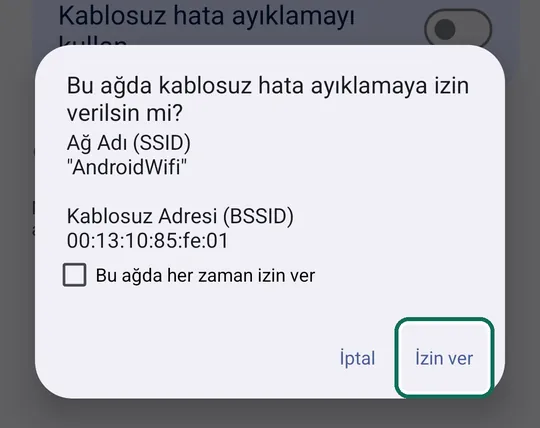 Kablosuz hata ayıklamayı
kullan
Bu ağda kablosuz hata ayıklamaya izin
verilsin mi?
Ağ Adı (SSID)
"AndroidWifi"
Kablosuz Adresi (BSSID)
00:13:10:85:fe:01
Bu ağda her zaman izin ver
İptal
İzin ver